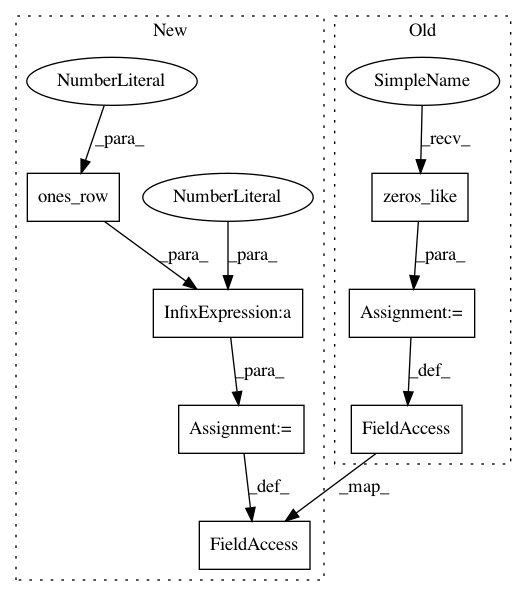 New
Old
NumberLiteral
SimpleName
_para_
_recv_
ones_row
NumberLiteral
zeros_like
_para_
_para_
_para_
InfixExpression:a
Assignment:=
_para_
_def_
Assignment:=
FieldAccess
_def_
_map_
FieldAccess